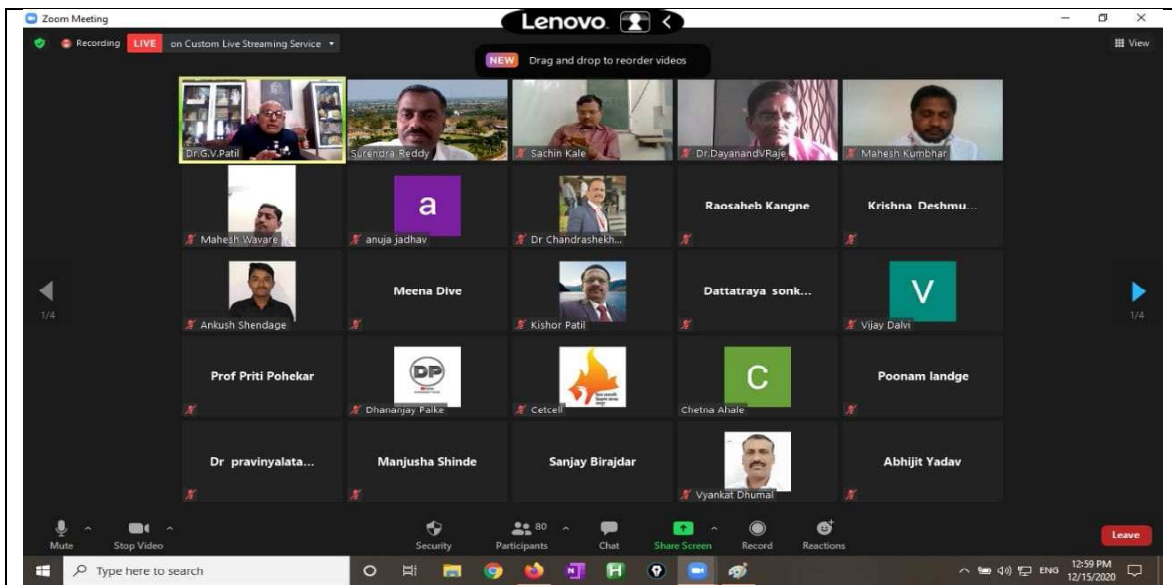 Zoom Meeting
Lenovo
Recording LIVE on Custom Live Streaming Service
View
NEW Drag and drop to reorder videos
Dr.G.V.Patil
Surendra Reddy
Sachin Kale
Dr.DayanandVRaje
Mahesh Kumbhar
Mahesh Wavare
a
anuja jadhav
Dr Chandrashekh...
Raosaheb Kangne
Krishna Deshmu...
Ankush Shendage
Meena Dive
Kishor Patil
Dattatraya sonk...
V
Vijay Dalvi
1/4
1/4
Prof Priti Pohekar
DP
Dhananjay Palke
Cetcell
C
Chetna Ahale
Poonam landge
Dr pravinyalata...
Manjusha Shinde
Sanjay Birajdar
Vyankat Dhumal
Abhijit Yadav
Mute
Stop Video
Security
Participants
80
Chat
Share Screen
Record
Reactions
Leave
Type here to search
ENG
12:59 PM
12/15/2020